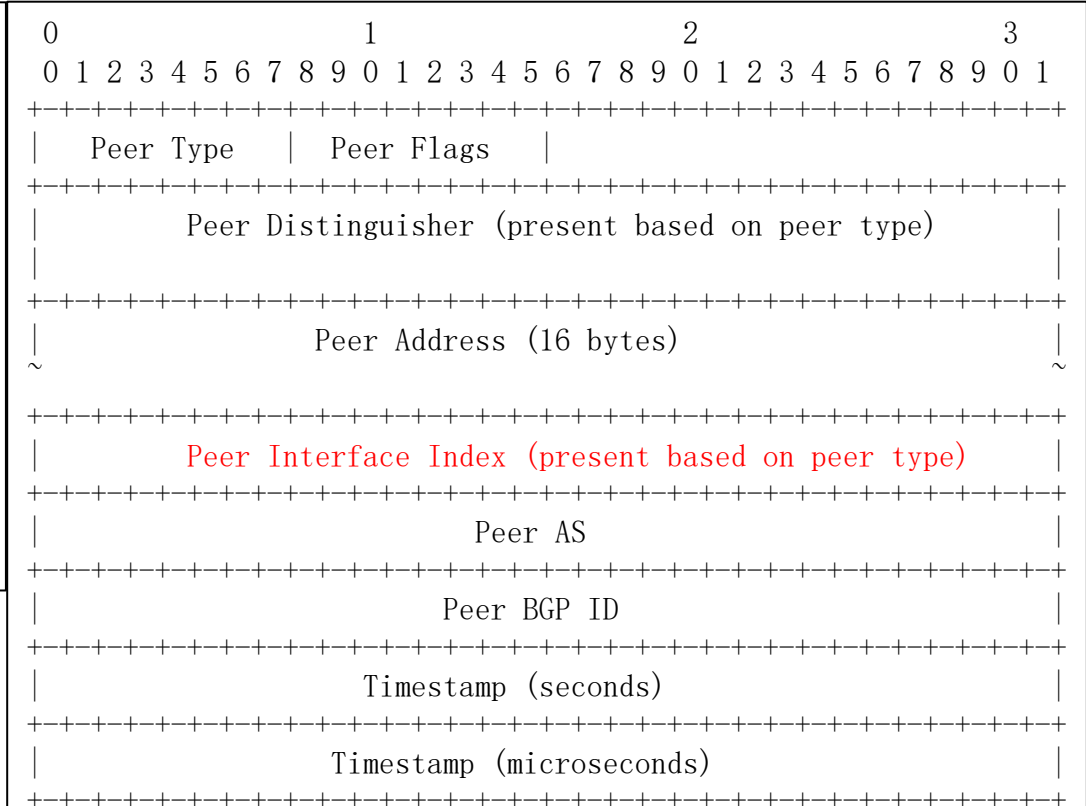 0                   1                   2                   3
0 1 2 3 4 5 6 7 8 9 0 1 2 3 4 5 6 7 8 9 0 1 2 3 4 5 6 7 8 9 0 1
+-+-+-+-+-+-+-+-+-+-+-+-+-+-+-+-+-+-+-+-+-+-+-+-+-+-+-+-+-+-+-+-+
|   Peer Type   |  Peer Flags   |
+-+-+-+-+-+-+-+-+-+-+-+-+-+-+-+-+-+-+-+-+-+-+-+-+-+-+-+-+-+-+-+-+
|         Peer Distinguisher (present based on peer type)       |
|                                                               |
+-+-+-+-+-+-+-+-+-+-+-+-+-+-+-+-+-+-+-+-+-+-+-+-+-+-+-+-+-+-+-+-+
|                 Peer Address (16 bytes)                       |
~                                                               ~
+-+-+-+-+-+-+-+-+-+-+-+-+-+-+-+-+-+-+-+-+-+-+-+-+-+-+-+-+-+-+-+-+
|         Peer Interface Index (present based on peer type)     |
+-+-+-+-+-+-+-+-+-+-+-+-+-+-+-+-+-+-+-+-+-+-+-+-+-+-+-+-+-+-+-+-+
|                           Peer AS                             |
+-+-+-+-+-+-+-+-+-+-+-+-+-+-+-+-+-+-+-+-+-+-+-+-+-+-+-+-+-+-+-+-+
|                         Peer BGP ID                           |
+-+-+-+-+-+-+-+-+-+-+-+-+-+-+-+-+-+-+-+-+-+-+-+-+-+-+-+-+-+-+-+-+
|                    Timestamp (seconds)                        |
+-+-+-+-+-+-+-+-+-+-+-+-+-+-+-+-+-+-+-+-+-+-+-+-+-+-+-+-+-+-+-+-+
|                  Timestamp (microseconds)                     |
+-+-+-+-+-+-+-+-+-+-+-+-+-+-+-+-+-+-+-+-+-+-+-+-+-+-+-+-+-+-+-+-+